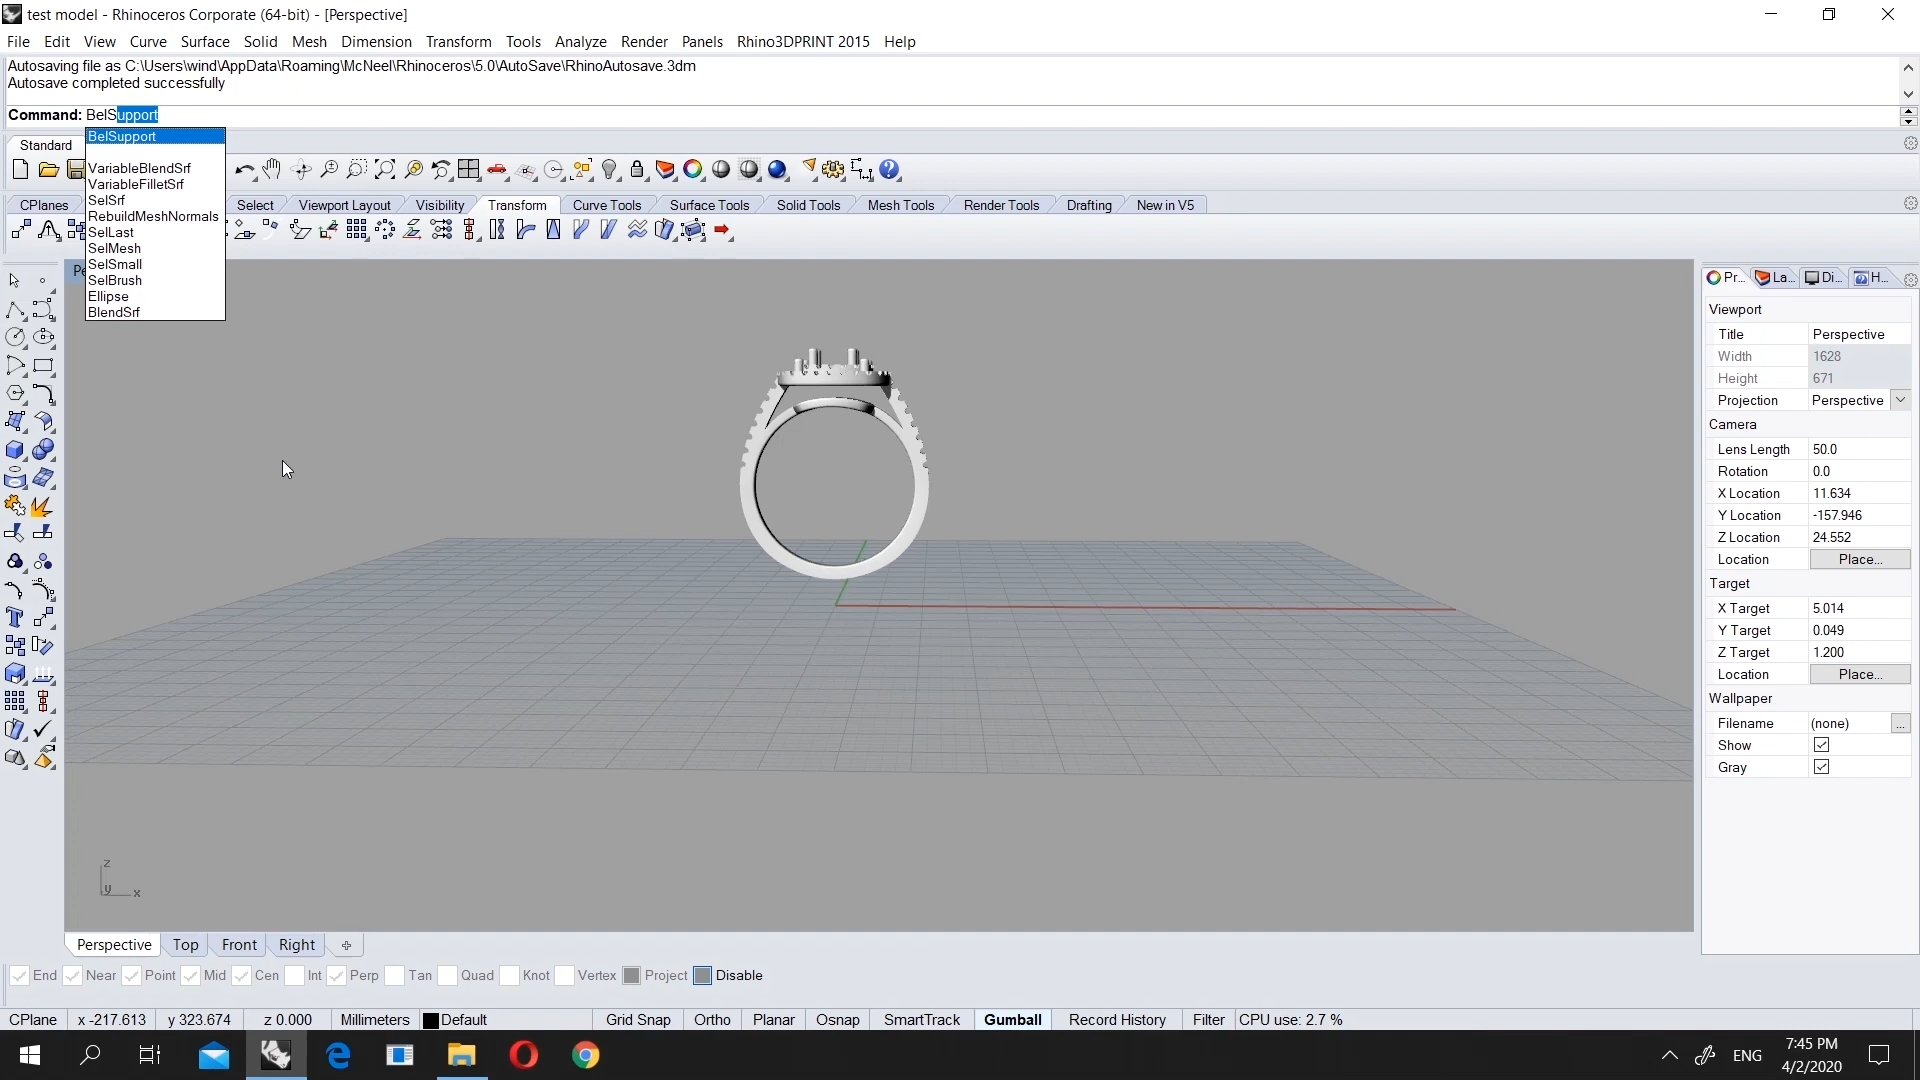 test model - Rhinoceros Corporate (64-bit) - [Perspective]
File Edit View Curve Surface Solid Mesh Dimension Transform Tools Analyze Render Panels Rhino3DPRINT 2015 Help
Autosaving file as C:\Users\wind\AppData\Roaming\McNeel\Rhinoceros\5.0\AutoSave\RhinoAutosave.3dm
Autosave completed successfully
Command: BelSupport
BelSupport
VariableBlendSrf
VariableFilletSrf
SelSrf
RebuildMeshNormals
SelLast
SelMesh
SelSmall
SelBrush
Ellipse
BlendSrf
Standard
CPlanes Select Viewport Layout Visibility Transform Curve Tools Surface Tools Solid Tools Mesh Tools Render Tools Drafting New in V5
Pe
Pr... La... Di... H...
Viewport
Title Perspective
Width 1628
Height 671
Projection Perspective
Camera
Lens Length 50.0
Rotation 0.0
X Location 11.634
Y Location -157.946
Z Location 24.552
Location Place...
Target
X Target 5.014
Y Target 0.049
Z Target 1.200
Location Place...
Wallpaper
Filename (none) ...
Show
Gray
z
y x
Perspective Top Front Right
End Near Point Mid Cen Int Perp Tan Quad Knot Vertex Project Disable
CPlane x -217.613 y 323.674 z 0.000 Millimeters Default Grid Snap Ortho Planar Osnap SmartTrack Gumball Record History Filter CPU use: 2.7 %
ENG
7:45 PM
4/2/2020